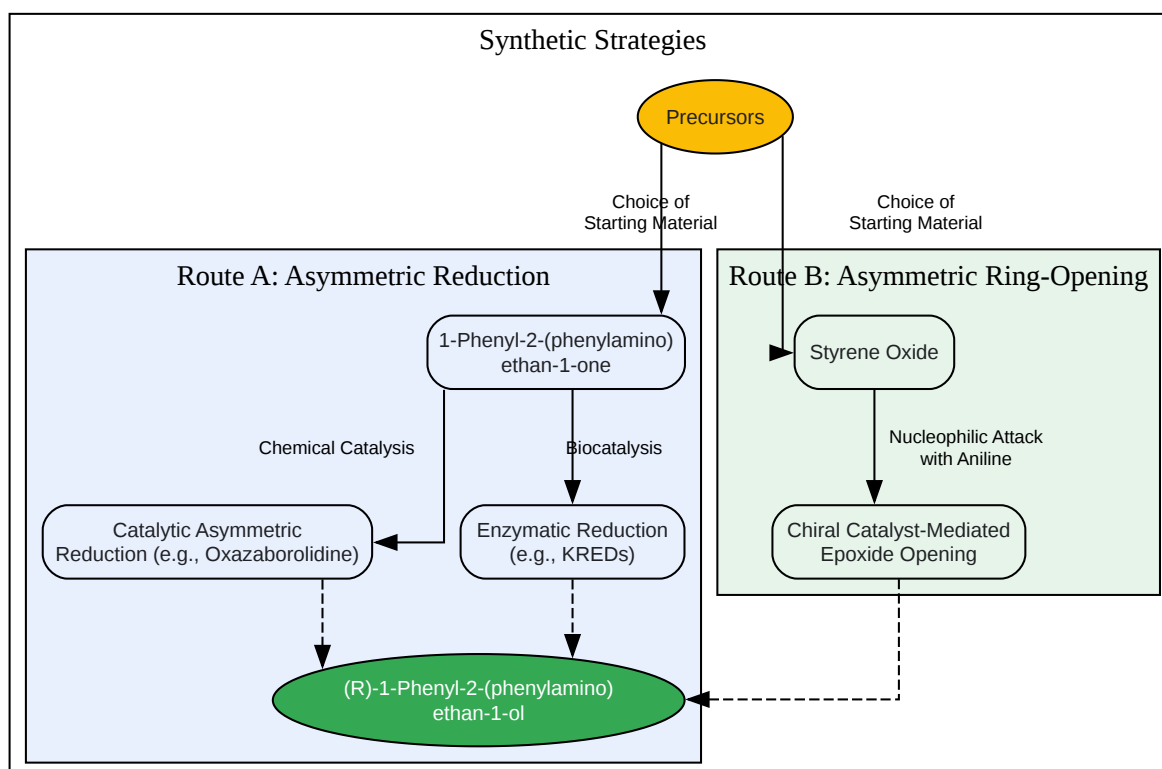 Synthetic Strategies
Precursors
Choice of
Starting Material
Choice of
Starting Material
Route A: Asymmetric Reduction
Route B: Asymmetric Ring-Opening
1-Phenyl-2-(phenylamino)
ethan-1-one
Styrene Oxide
Chemical Catalysis
Biocatalysis
Nucleophilic Attack
with Aniline
Catalytic Asymmetric
Reduction (e.g., Oxazaborolidine)
Enzymatic Reduction
(e.g., KREDs)
Chiral Catalyst-Mediated
Epoxide Opening
(R)-1-Phenyl-2-(phenylamino)
ethan-1-ol